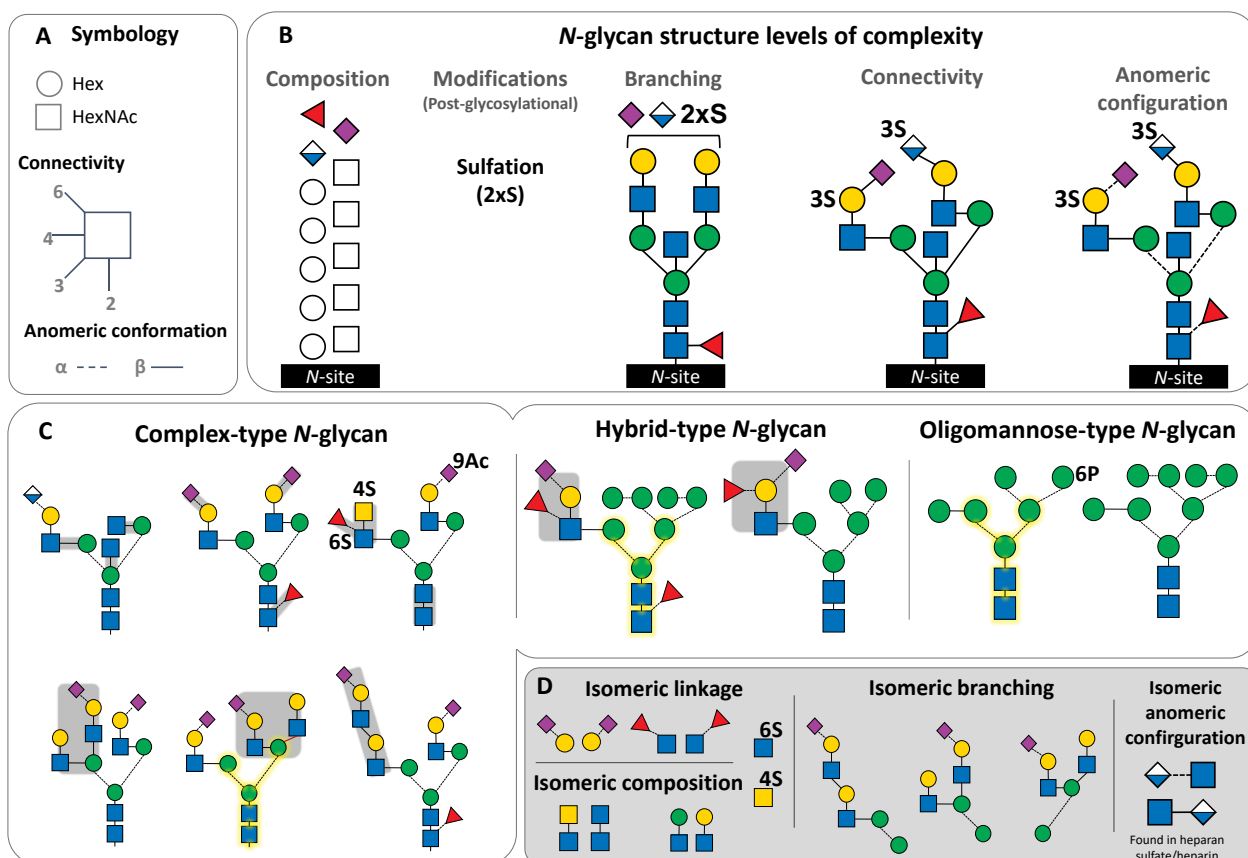 A Symbology
Hex
HexNAc
Connectivity
6
4
3
2
Anomeric conformation
α β
B N-glycan structure levels of complexity
Composition
Modifications
(Post-glycosylational)
Sulfation
(2xS)
Branching
2xS
Connectivity
3S
3S
Anomeric
configuration
3S
3S
N-site
N-site
N-site
N-site
C Complex-type N-glycan
9Ac
4S
6S
Hybrid-type N-glycan
Oligomannose-type N-glycan
6P
D Isomeric linkage
6S
4S
Isomeric composition
Isomeric branching
Isomeric
anomeric
confirguration
Found in heparan
sulfate/heparin